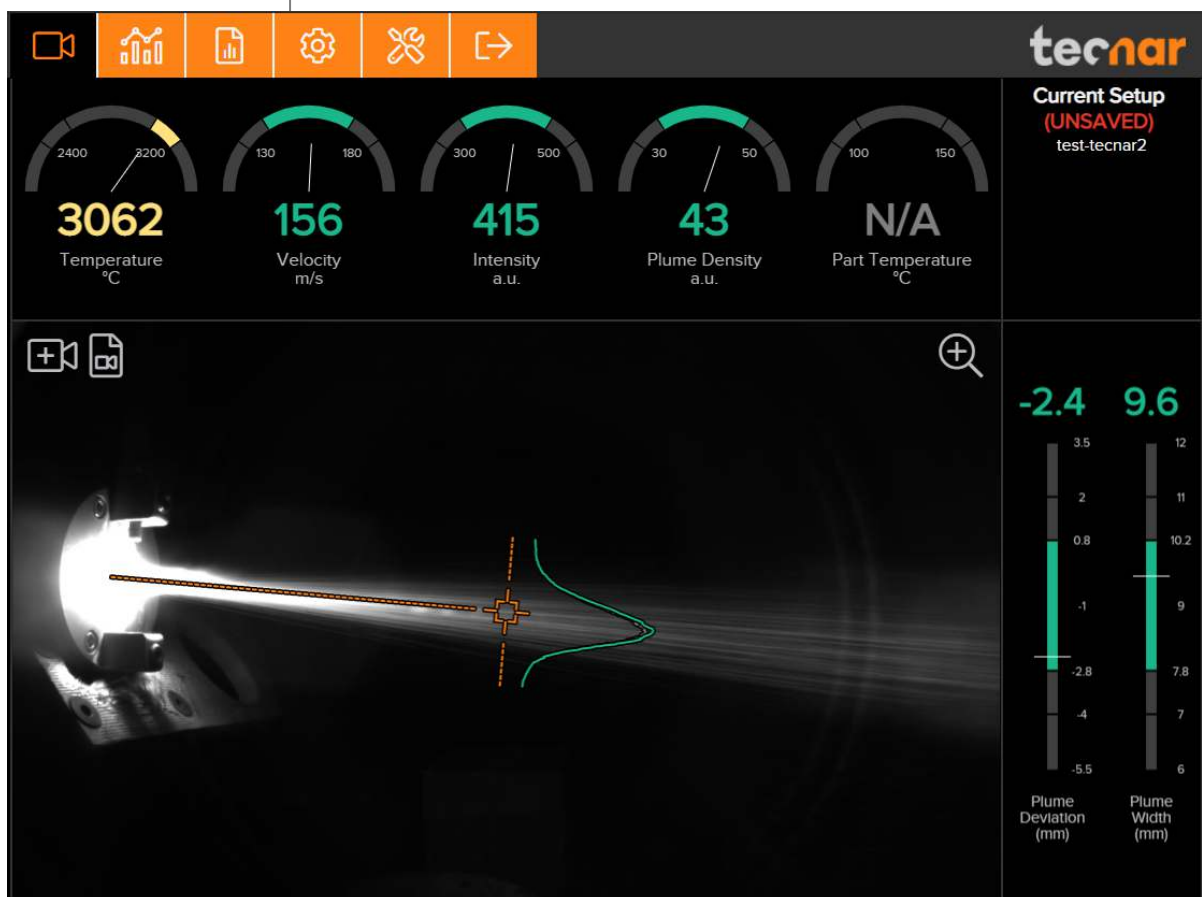 tecnar
2400 3200
3062
Temperature
°C
130 180
156
Velocity
m/s
300 500
415
Intensity
a.u.
30 50
43
Plume Density
a.u.
100 150
N/A
Part Temperature
°C
Current Setup
(UNSAVED)
test-tecnar2
-2.4
3.5
2
0.8
-1
-2.8
-4
-5.5
Plume
Deviation
(mm)
9.6
12
11
10.2
9
7.8
7
6
Plume
Width
(mm)